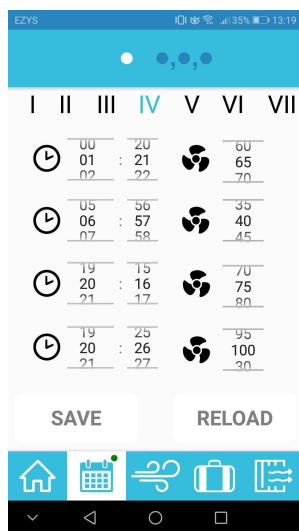 EZYS 35% 13:19
I II III IV V VI VII
00 20 60
01 : 21 65
02 22 70
05 56 35
06 : 57 40
07 58 45
19 15 70
20 : 16 75
21 17 80
19 25 95
20 : 26 100
21 27 30
SAVE RELOAD